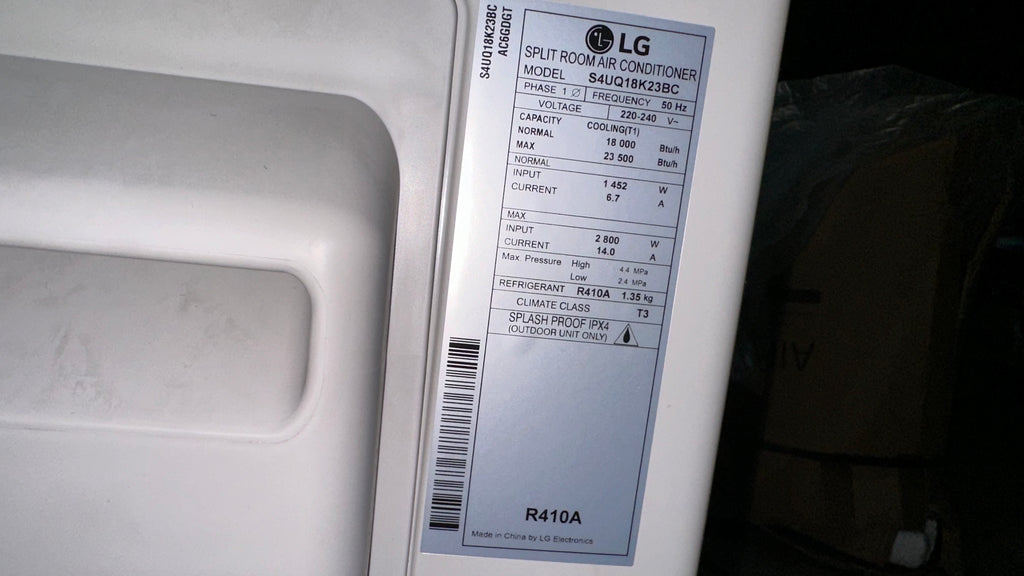 S4UQ18K23BC
AC6GDGT
LG
SPLIT ROOM AIR CONDITIONER
MODEL S4UQ18K23BC
PHASE 1 Ø FREQUENCY 50 Hz
VOLTAGE 220-240 V~
CAPACITY COOLING(T1)
NORMAL 18 000 Btu/h
MAX 23 500 Btu/h
NORMAL
INPUT 1 452 W
CURRENT 6.7 A
MAX
INPUT 2 800 W
CURRENT 14.0 A
Max. Pressure High 4.4 MPa
Low 2.4 MPa
REFRIGERANT R410A 1.35 kg
CLIMATE CLASS T3
SPLASH PROOF IPX4
(OUTDOOR UNIT ONLY)
R410A
Made in China by LG Electronics